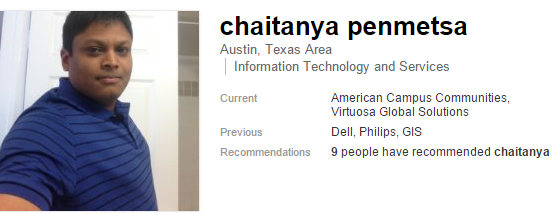 chaitanya penmetsa
Austin, Texas Area
Information Technology and Services
Current American Campus Communities,
Virtuosa Global Solutions
Previous Dell, Philips, GIS
Recommendations 9 people have recommended chaitanya